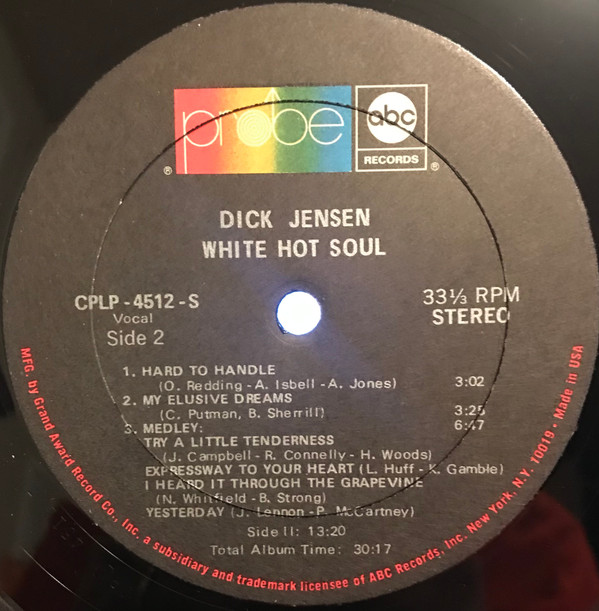 probe
abc
RECORDS
®
®
DICK JENSEN
WHITE HOT SOUL
CPLP-4512-S
Vocal
Side 2
33⅓ RPM
STEREO
1. HARD TO HANDLE
(O. Redding - A. Isbell - A. Jones) 3:02
2. MY ELUSIVE DREAMS
(C. Putman, B. Sherrill) 3:25
3. MEDLEY: 6:47
TRY A LITTLE TENDERNESS
(J. Campbell - R. Connelly - H. Woods)
EXPRESSWAY TO YOUR HEART (L. Huff - K. Gamble)
I HEARD IT THROUGH THE GRAPEVINE
(N. Whitfield - B. Strong)
YESTERDAY (J. Lennon - P. McCartney)
Side II: 13:20
Total Album Time: 30:17
MFG. by Grand Award Record Co., Inc. a subsidiary and trademark licensee of ABC Records, Inc. New York, N.Y. 10019 • Made in USA